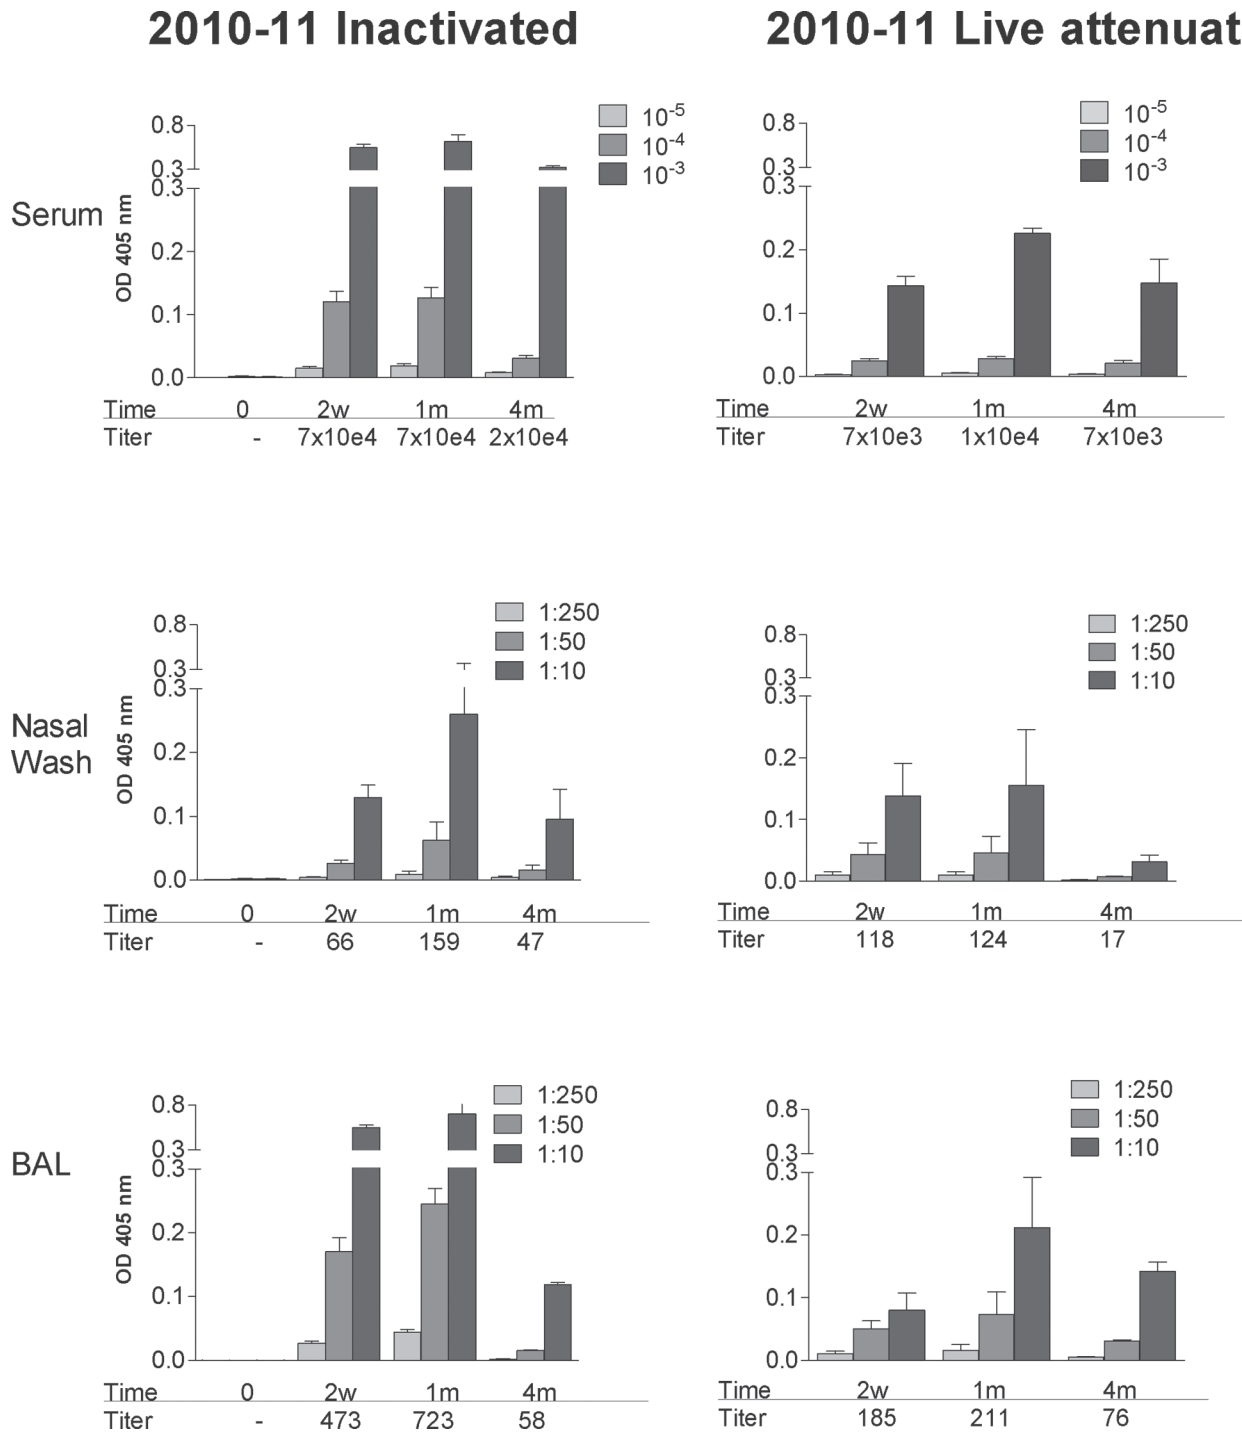 2010-11 Inactivated
2010-11 Live attenuat
Serum
OD 405 nm
0.8
0.3
0.3
0.2
0.1
0.0
10-5
10-4
10-3
Time 0 2w 1m 4m
Titer - 7x10e4 7x10e4 2x10e4
0.8
0.3
0.3
0.2
0.1
0.0
10-5
10-4
10-3
Time 2w 1m 4m
Titer 7x10e3 1x10e4 7x10e3
Nasal
Wash
OD 405 nm
0.8
0.3
0.3
0.2
0.1
0.0
1:250
1:50
1:10
Time 0 2w 1m 4m
Titer - 66 159 47
0.8
0.3
0.3
0.2
0.1
0.0
1:250
1:50
1:10
Time 2w 1m 4m
Titer 118 124 17
BAL
OD 405 nm
0.8
0.3
0.3
0.2
0.1
0.0
1:250
1:50
1:10
Time 0 2w 1m 4m
Titer - 473 723 58
0.8
0.3
0.3
0.2
0.1
0.0
1:250
1:50
1:10
Time 2w 1m 4m
Titer 185 211 76